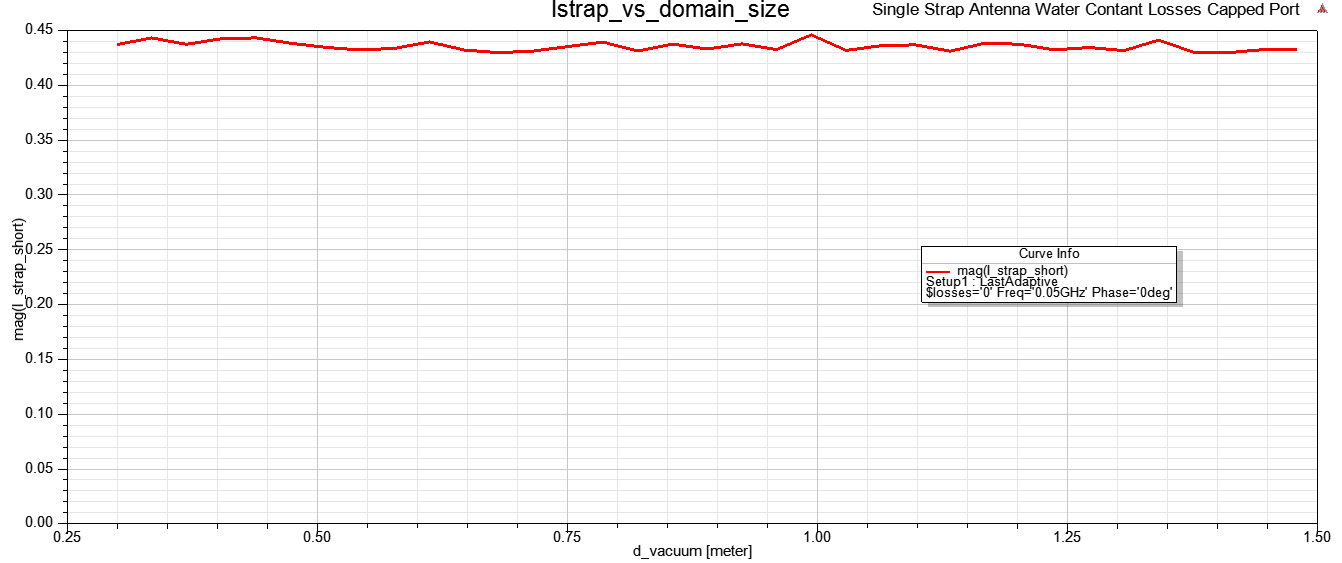 Istrap_vs_domain_size
Single Strap Antenna Water Contant Losses Capped Port
0.45
0.40
0.35
0.30
0.25
0.20
0.15
0.10
0.05
0.00
mag(I_strap_short)
Curve Info
mag(I_strap_short)
Setup1 : LastAdaptive
$losses='0' Freq='0.05GHz' Phase='0deg'
0.25
0.50
0.75
1.00
1.25
1.50
d_vacuum [meter]